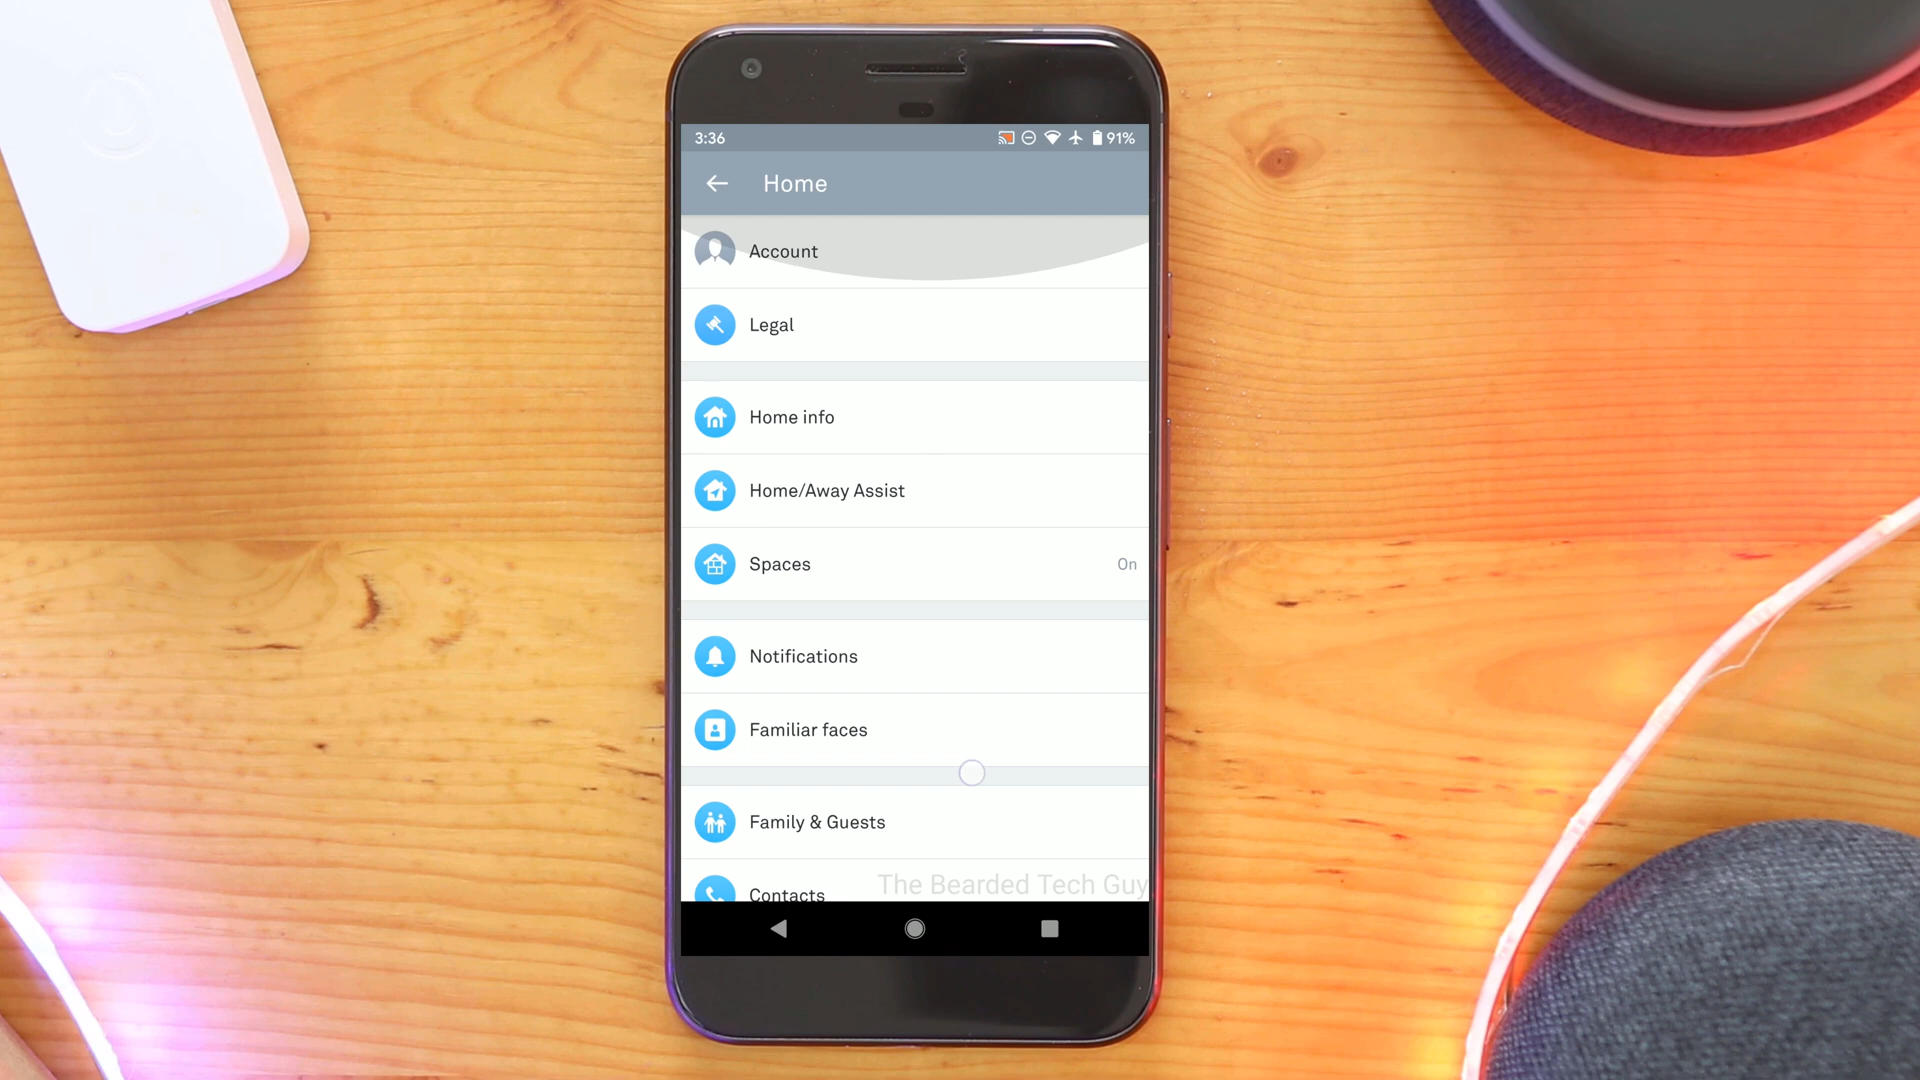 3:36
91%
Home
Account
Legal
Home info
Home/Away Assist
Spaces
On
Notifications
Familiar faces
Family & Guests
Contacts
The Bearded Tech Guy